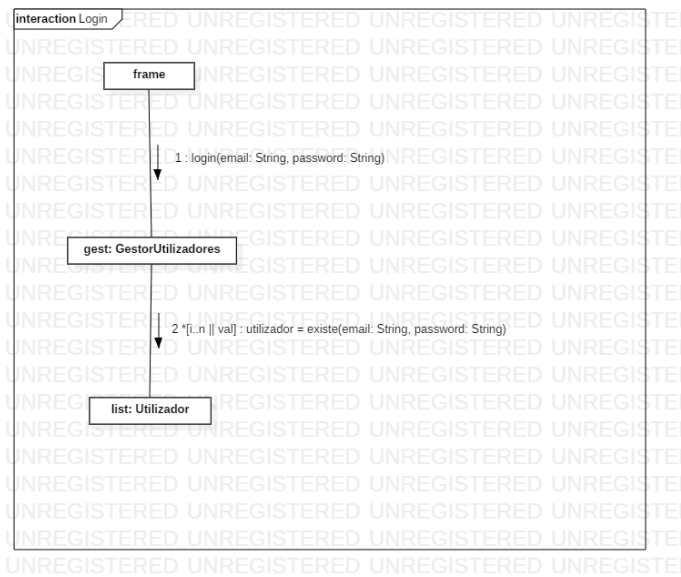 interaction Login
frame
1 : login(email: String, password: String)
gest: GestorUtilizadores
2 *[i..n || val] : utilizador = existe(email: String, password: String)
list: Utilizador
UNREGISTERED